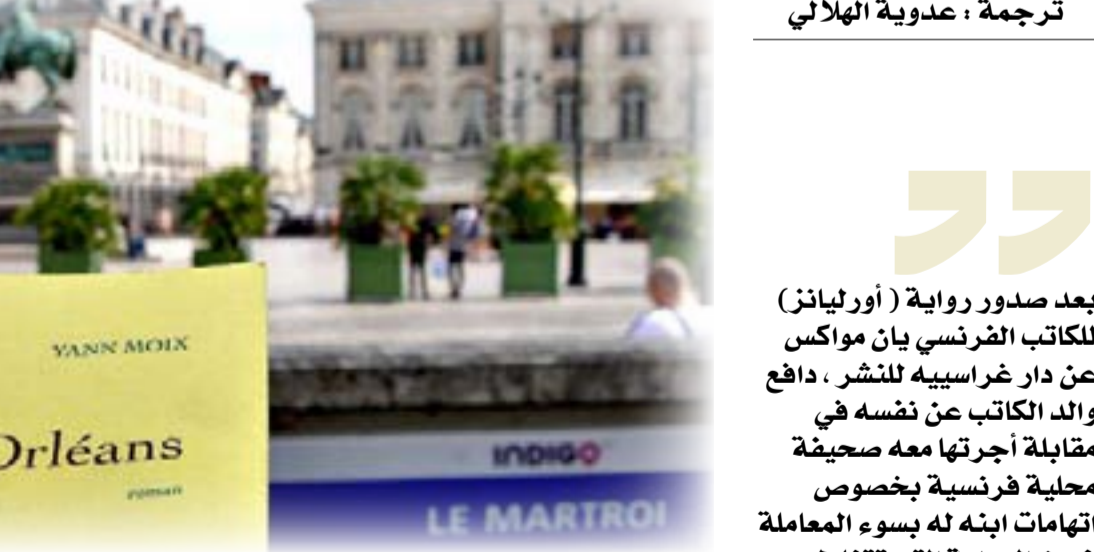 ترجمة : عدوية الهلالي
بعد صدور رواية ( أورليانز)
للكاتب الفرنسي يان مواكس
عن دار غراسييه للنشر ، دافع
والد الكاتب عن نفسه في
مقابلة أجرتها معه صحيفة
محلية فرنسية بخصوص
اتهامات ابنه له بسوء المعاملة
YANN MOIX
Orléans
roman
INDIGO
LE MARTROI